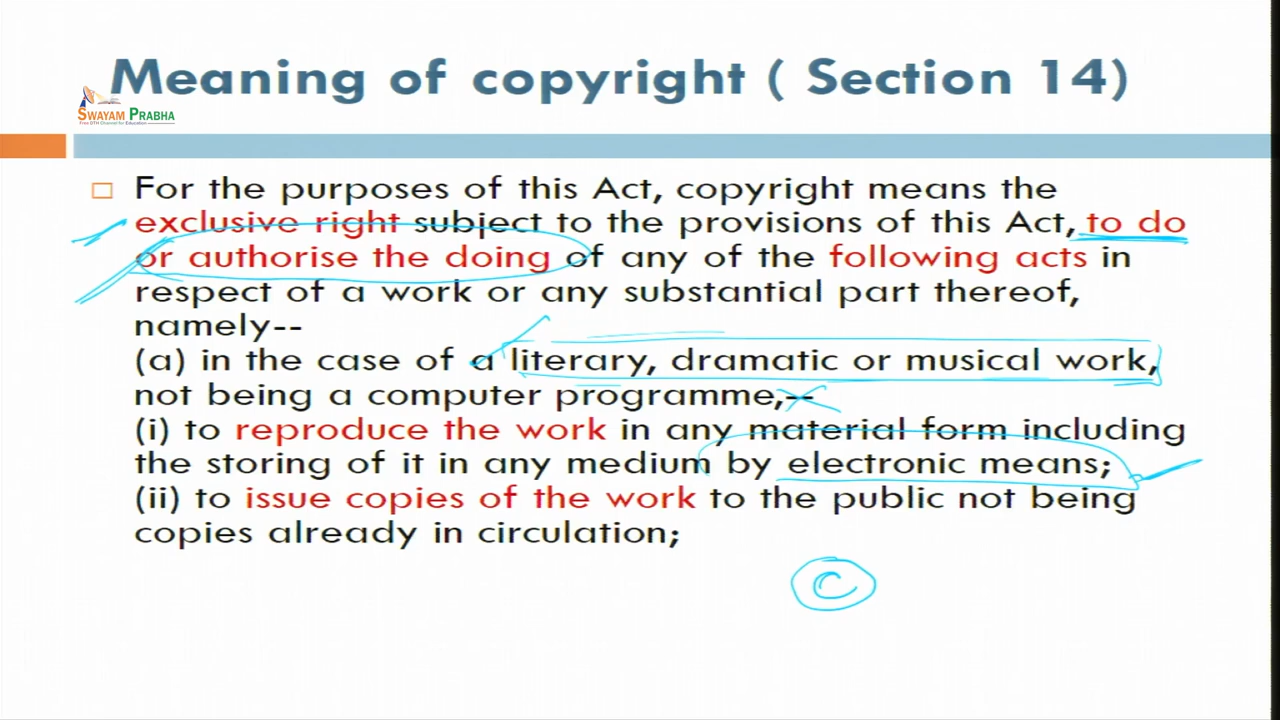 Meaning of copyright ( Section 14)
SWAYAM PRABHA
Free DTH Channel for Education
For the purposes of this Act, copyright means the
exclusive right subject to the provisions of this Act, to do
or authorise the doing of any of the following acts in
respect of a work or any substantial part thereof,
namely--
(a) in the case of a literary, dramatic or musical work,
not being a computer programme,--
(i) to reproduce the work in any material form including
the storing of it in any medium by electronic means;
(ii) to issue copies of the work to the public not being
copies already in circulation;
©